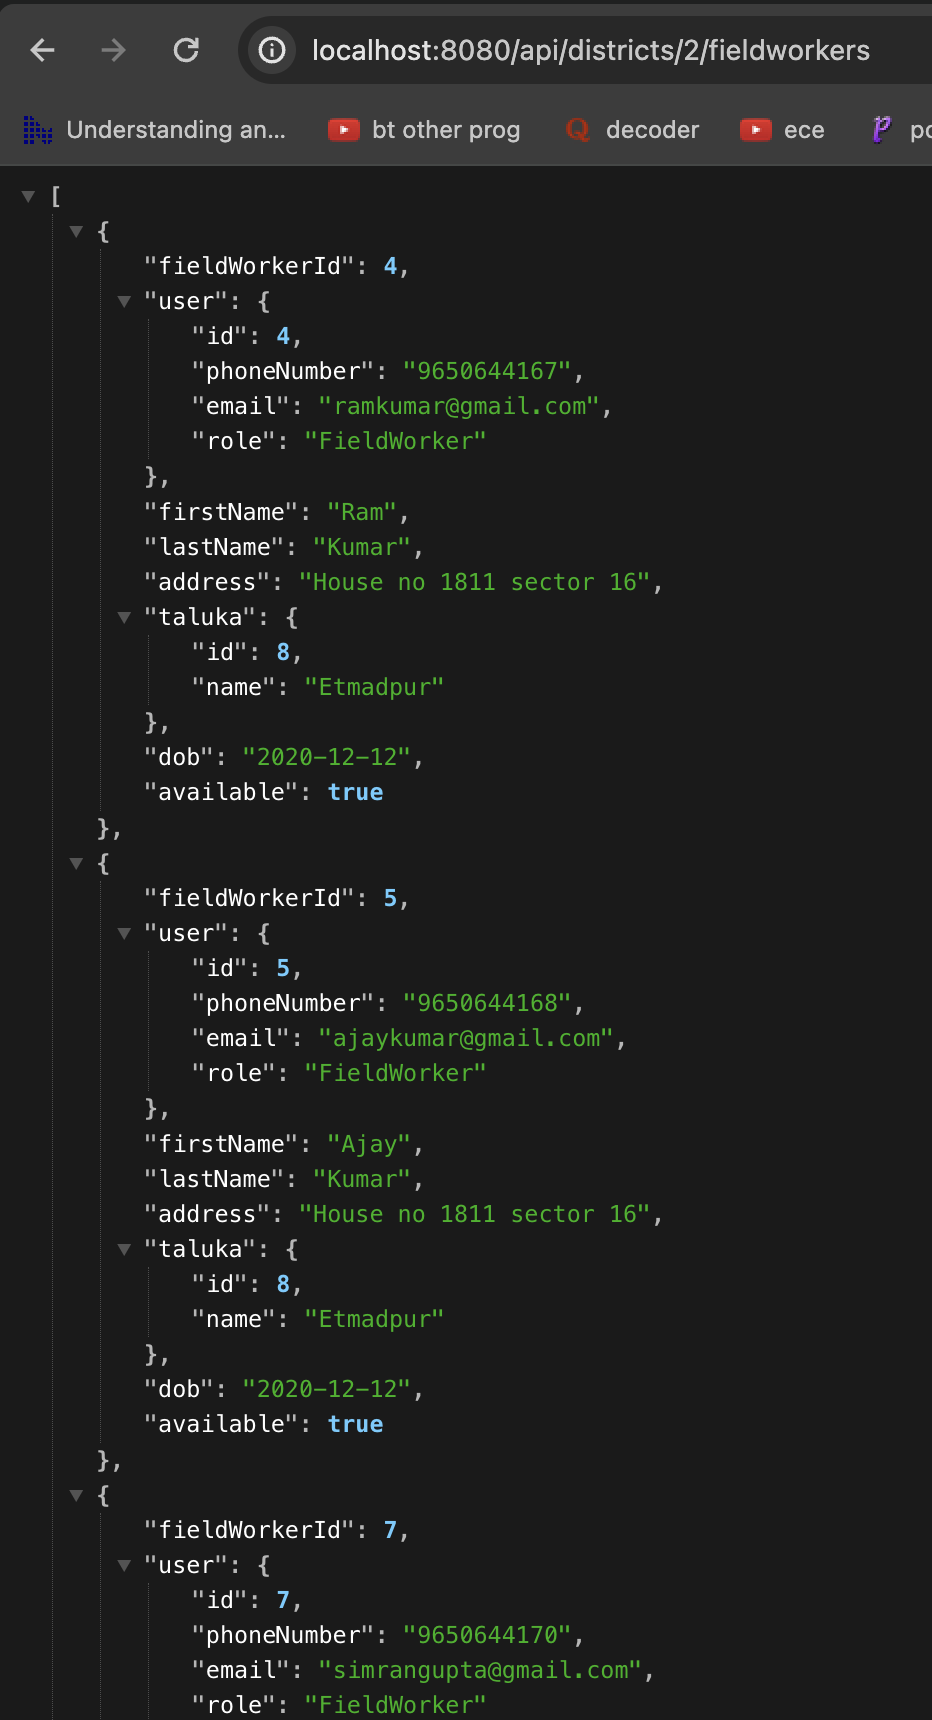 localhost:8080/api/districts/2/fieldworkers
Understanding an... bt other prog decoder ece
[
{
"fieldWorkerId": 4,
"user": {
"id": 4,
"phoneNumber": "9650644167",
"email": "ramkumar@gmail.com",
"role": "FieldWorker"
},
"firstName": "Ram",
"lastName": "Kumar",
"address": "House no 1811 sector 16",
"taluka": {
"id": 8,
"name": "Etmadpur"
},
"dob": "2020-12-12",
"available": true
},
{
"fieldWorkerId": 5,
"user": {
"id": 5,
"phoneNumber": "9650644168",
"email": "ajaykumar@gmail.com",
"role": "FieldWorker"
},
"firstName": "Ajay",
"lastName": "Kumar",
"address": "House no 1811 sector 16",
"taluka": {
"id": 8,
"name": "Etmadpur"
},
"dob": "2020-12-12",
"available": true
},
{
"fieldWorkerId": 7,
"user": {
"id": 7,
"phoneNumber": "9650644170",
"email": "simrangupta@gmail.com",
"role": "FieldWorker"